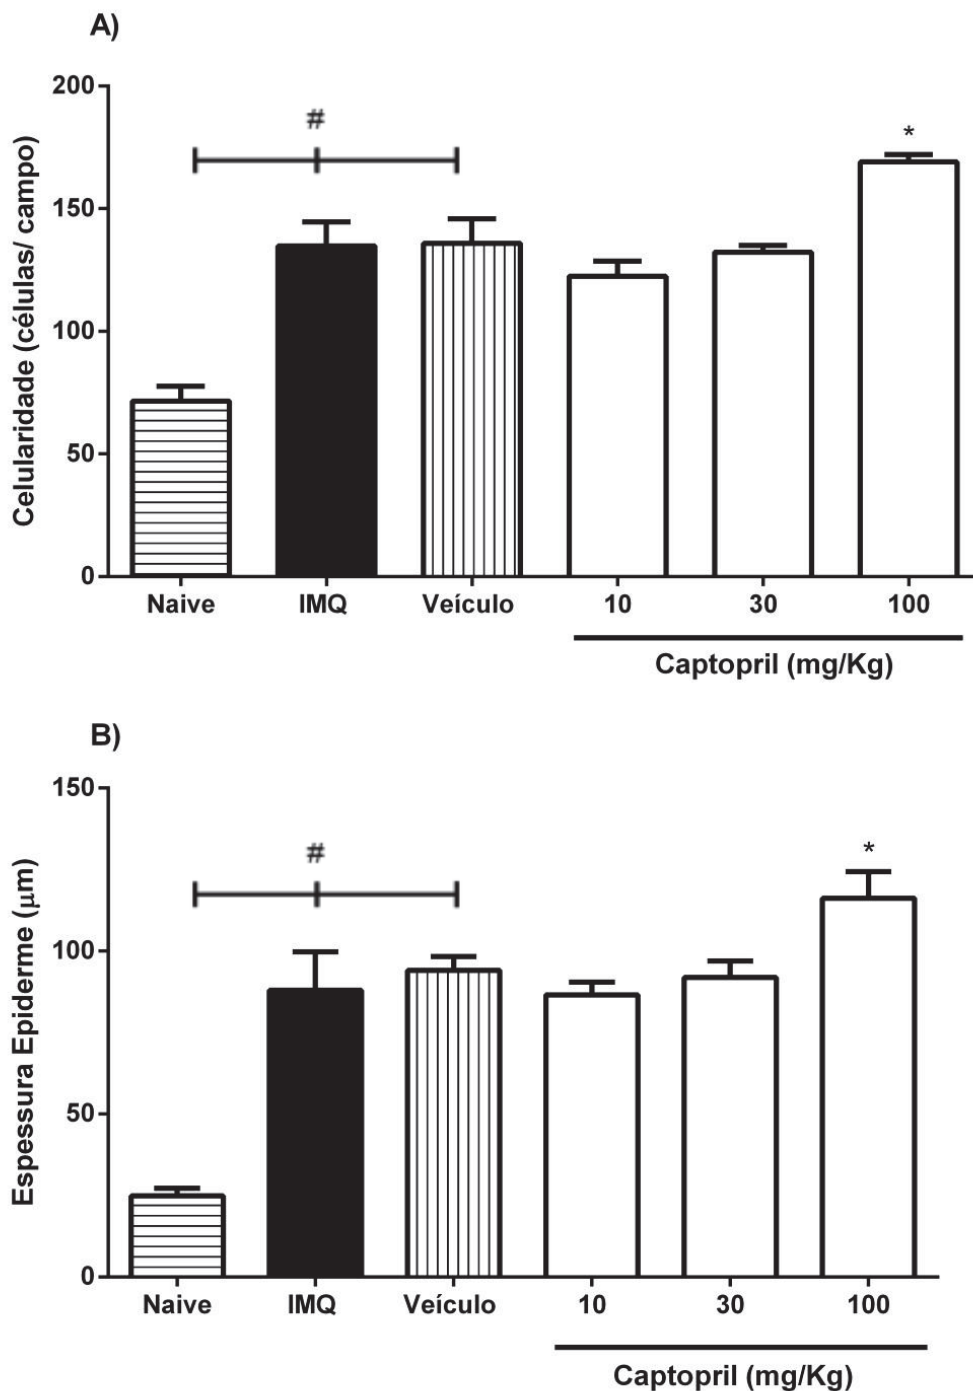 A)
Celularidade (células/ campo)
200
150
100
50
0
#
*
Naive IMQ Veículo 10 30 100
Captopril (mg/Kg)
B)
Espessura Epiderme (μm)
150
100
50
0
#
*
Naive IMQ Veículo 10 30 100
Captopril (mg/Kg)